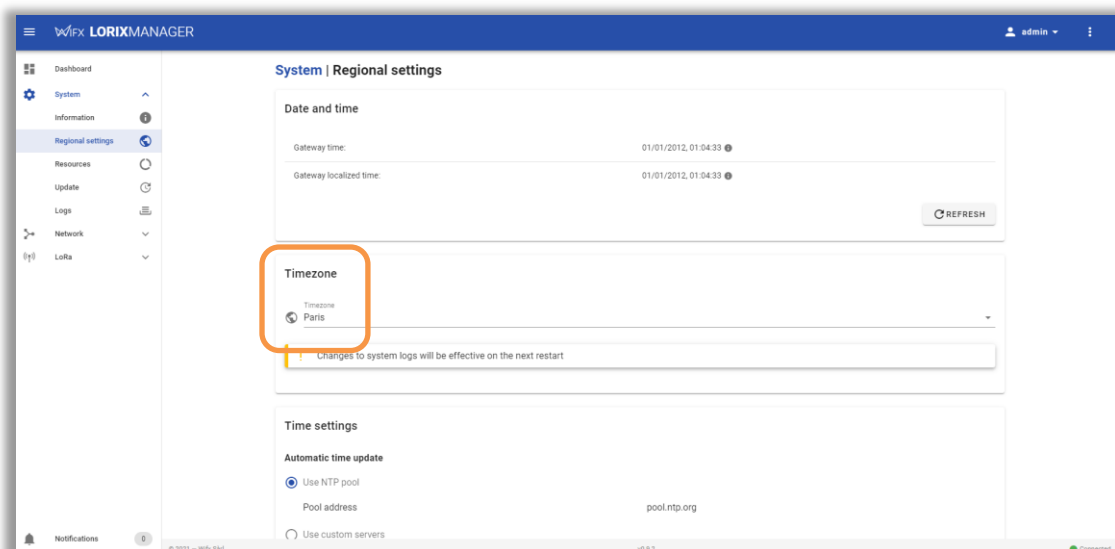 WIFX LORIXMANAGER
admin
Dashboard
System
Information
Regional settings
Resources
Update
Logs
Network
LoRa
Notifications
0
System | Regional settings
Date and time
Gateway time: 01/01/2012, 01:04:33
Gateway localized time: 01/01/2012, 01:04:33
REFRESH
Timezone
Timezone
Paris
! Changes to system logs will be effective on the next restart
Time settings
Automatic time update
Use NTP pool
Pool address pool.ntp.org
Use custom servers
Connected